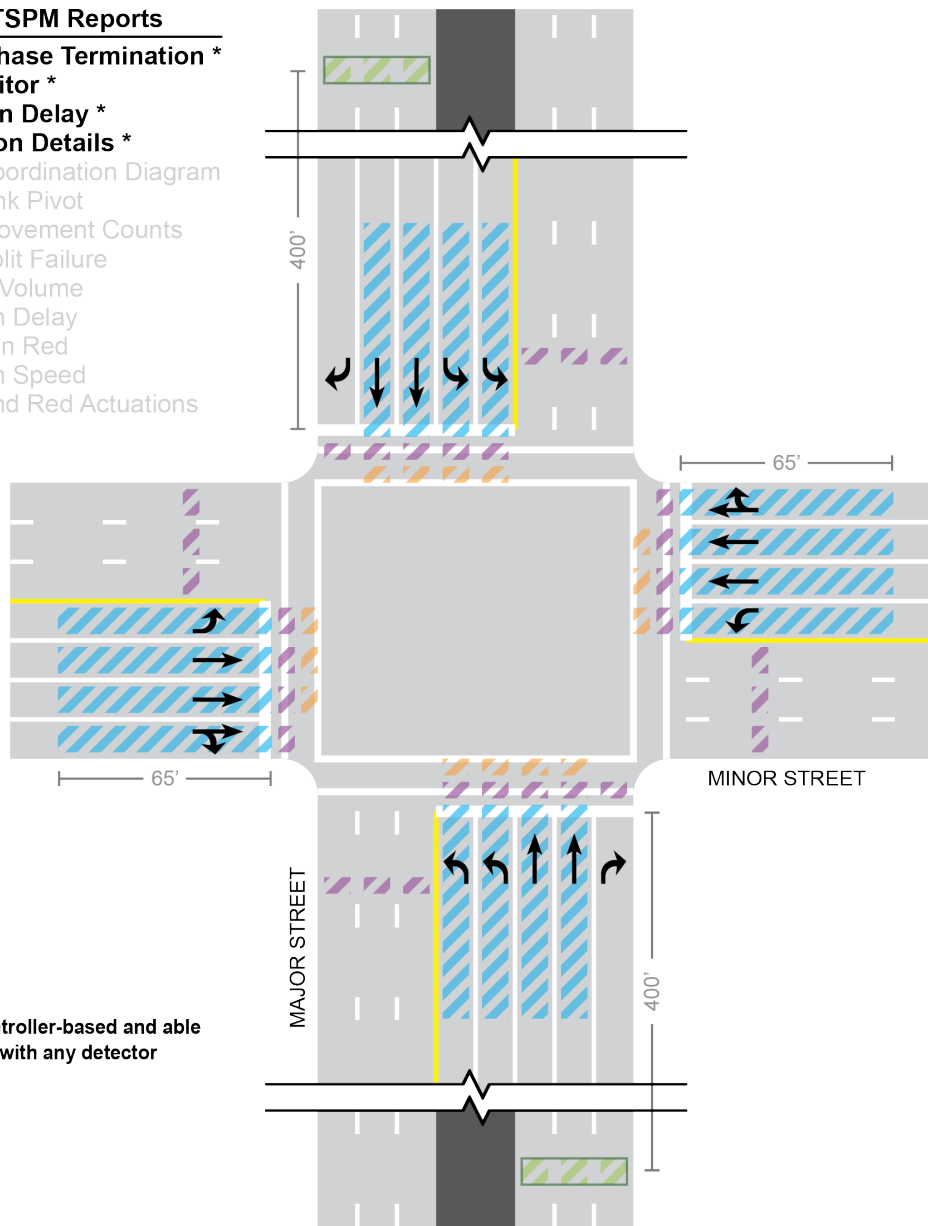 TSPM Reports
hase Termination *
itor *
n Delay *
on Details *
oordination Diagram
nk Pivot
ovement Counts
plit Failure
Volume
n Delay
n Red
n Speed
nd Red Actuations
400'
65'
65'
MINOR STREET
MAJOR STREET
400'
ntroller-based and able
with any detector